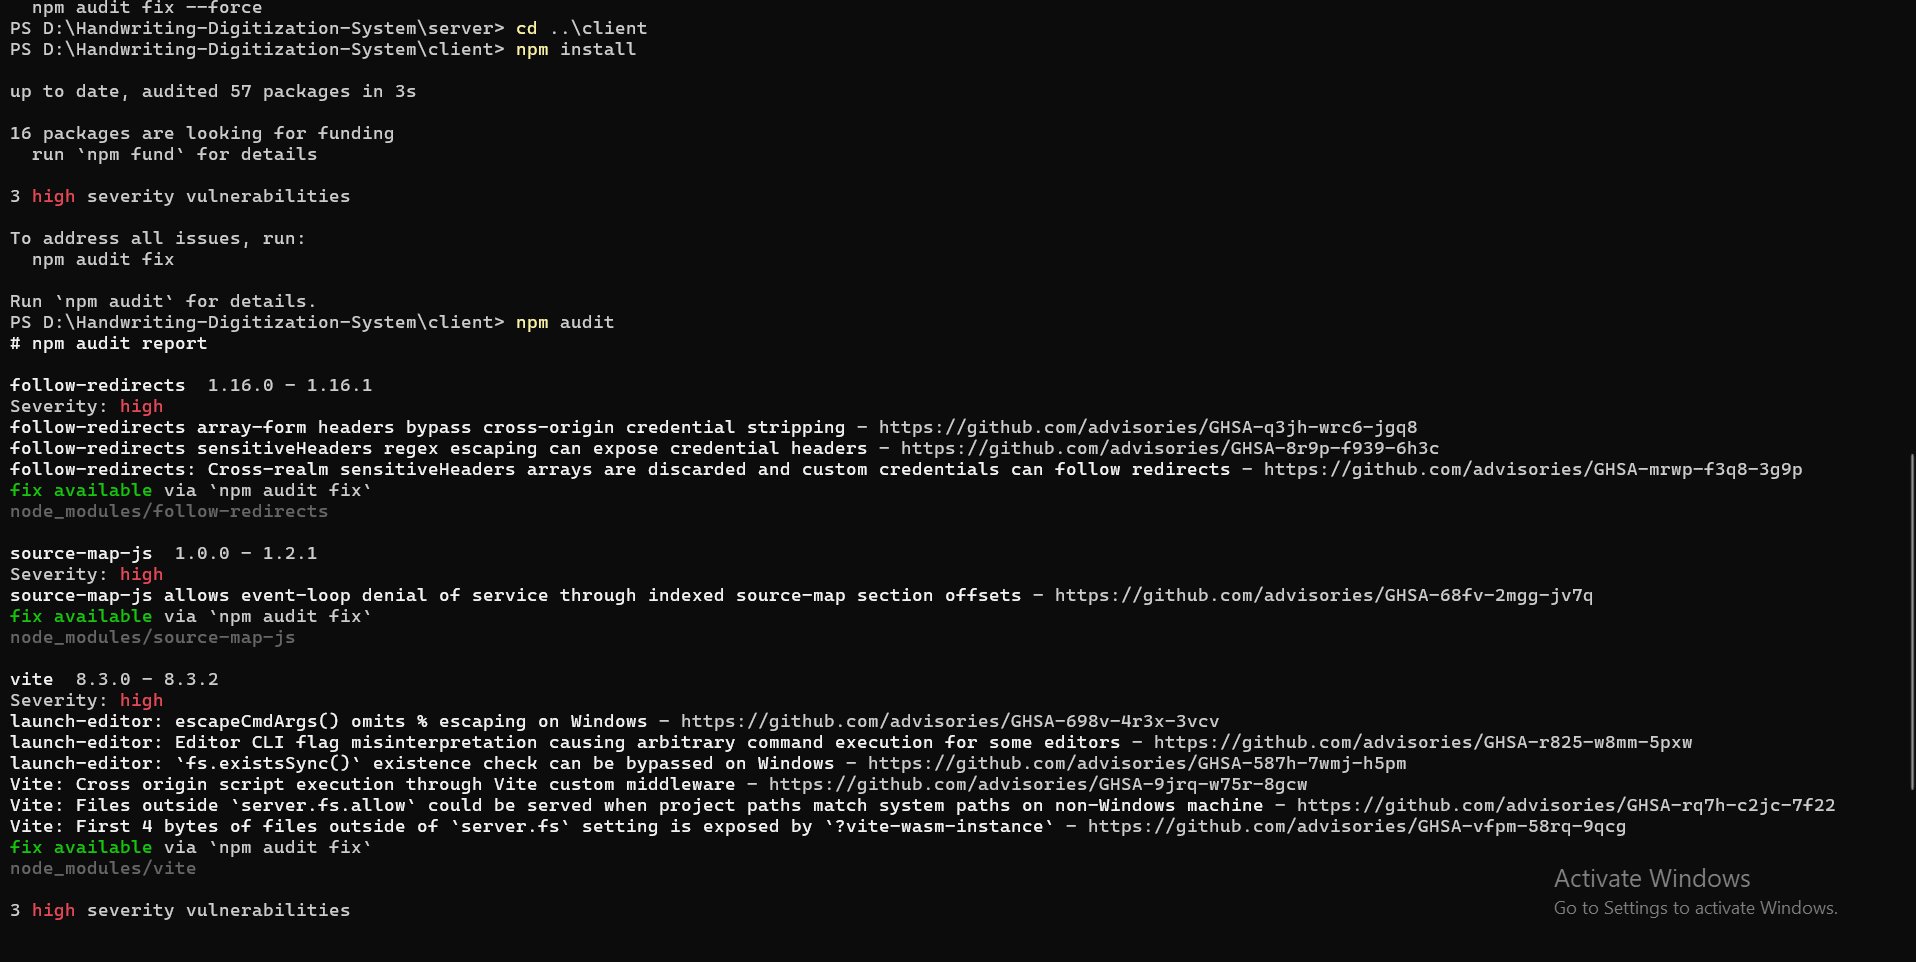 npm audit fix --force
PS D:\Handwriting-Digitization-System\server> cd ..\client
PS D:\Handwriting-Digitization-System\client> npm install

up to date, audited 57 packages in 3s

16 packages are looking for funding
  run `npm fund` for details

3 high severity vulnerabilities

To address all issues, run:
  npm audit fix

Run `npm audit` for details.
PS D:\Handwriting-Digitization-System\client> npm audit
# npm audit report

follow-redirects  1.16.0 - 1.16.1
Severity: high
follow-redirects array-form headers bypass cross-origin credential stripping - https://github.com/advisories/GHSA-q3jh-wrc6-jgq8
follow-redirects sensitiveHeaders regex escaping can expose credential headers - https://github.com/advisories/GHSA-8r9p-f939-6h3c
follow-redirects: Cross-realm sensitiveHeaders arrays are discarded and custom credentials can follow redirects - https://github.com/advisories/GHSA-mrwp-f3q8-3g9p
fix available via `npm audit fix`
node_modules/follow-redirects

source-map-js  1.0.0 - 1.2.1
Severity: high
source-map-js allows event-loop denial of service through indexed source-map section offsets - https://github.com/advisories/GHSA-68fv-2mgg-jv7q
fix available via `npm audit fix`
node_modules/source-map-js

vite  8.3.0 - 8.3.2
Severity: high
launch-editor: escapeCmdArgs() omits % escaping on Windows - https://github.com/advisories/GHSA-698v-4r3x-3vcv
launch-editor: Editor CLI flag misinterpretation causing arbitrary command execution for some editors - https://github.com/advisories/GHSA-r825-w8mm-5pxw
launch-editor: `fs.existsSync()` existence check can be bypassed on Windows - https://github.com/advisories/GHSA-587h-7wmj-h5pm
Vite: Cross origin script execution through Vite custom middleware - https://github.com/advisories/GHSA-9jrq-w75r-8gcw
Vite: Files outside `server.fs.allow` could be served when project paths match system paths on non-Windows machine - https://github.com/advisories/GHSA-rq7h-c2jc-7f22
Vite: First 4 bytes of files outside of `server.fs` setting is exposed by `?vite-wasm-instance` - https://github.com/advisories/GHSA-vfpm-58rq-9qcg
fix available via `npm audit fix`
node_modules/vite

3 high severity vulnerabilities
Activate Windows
Go to Settings to activate Windows.